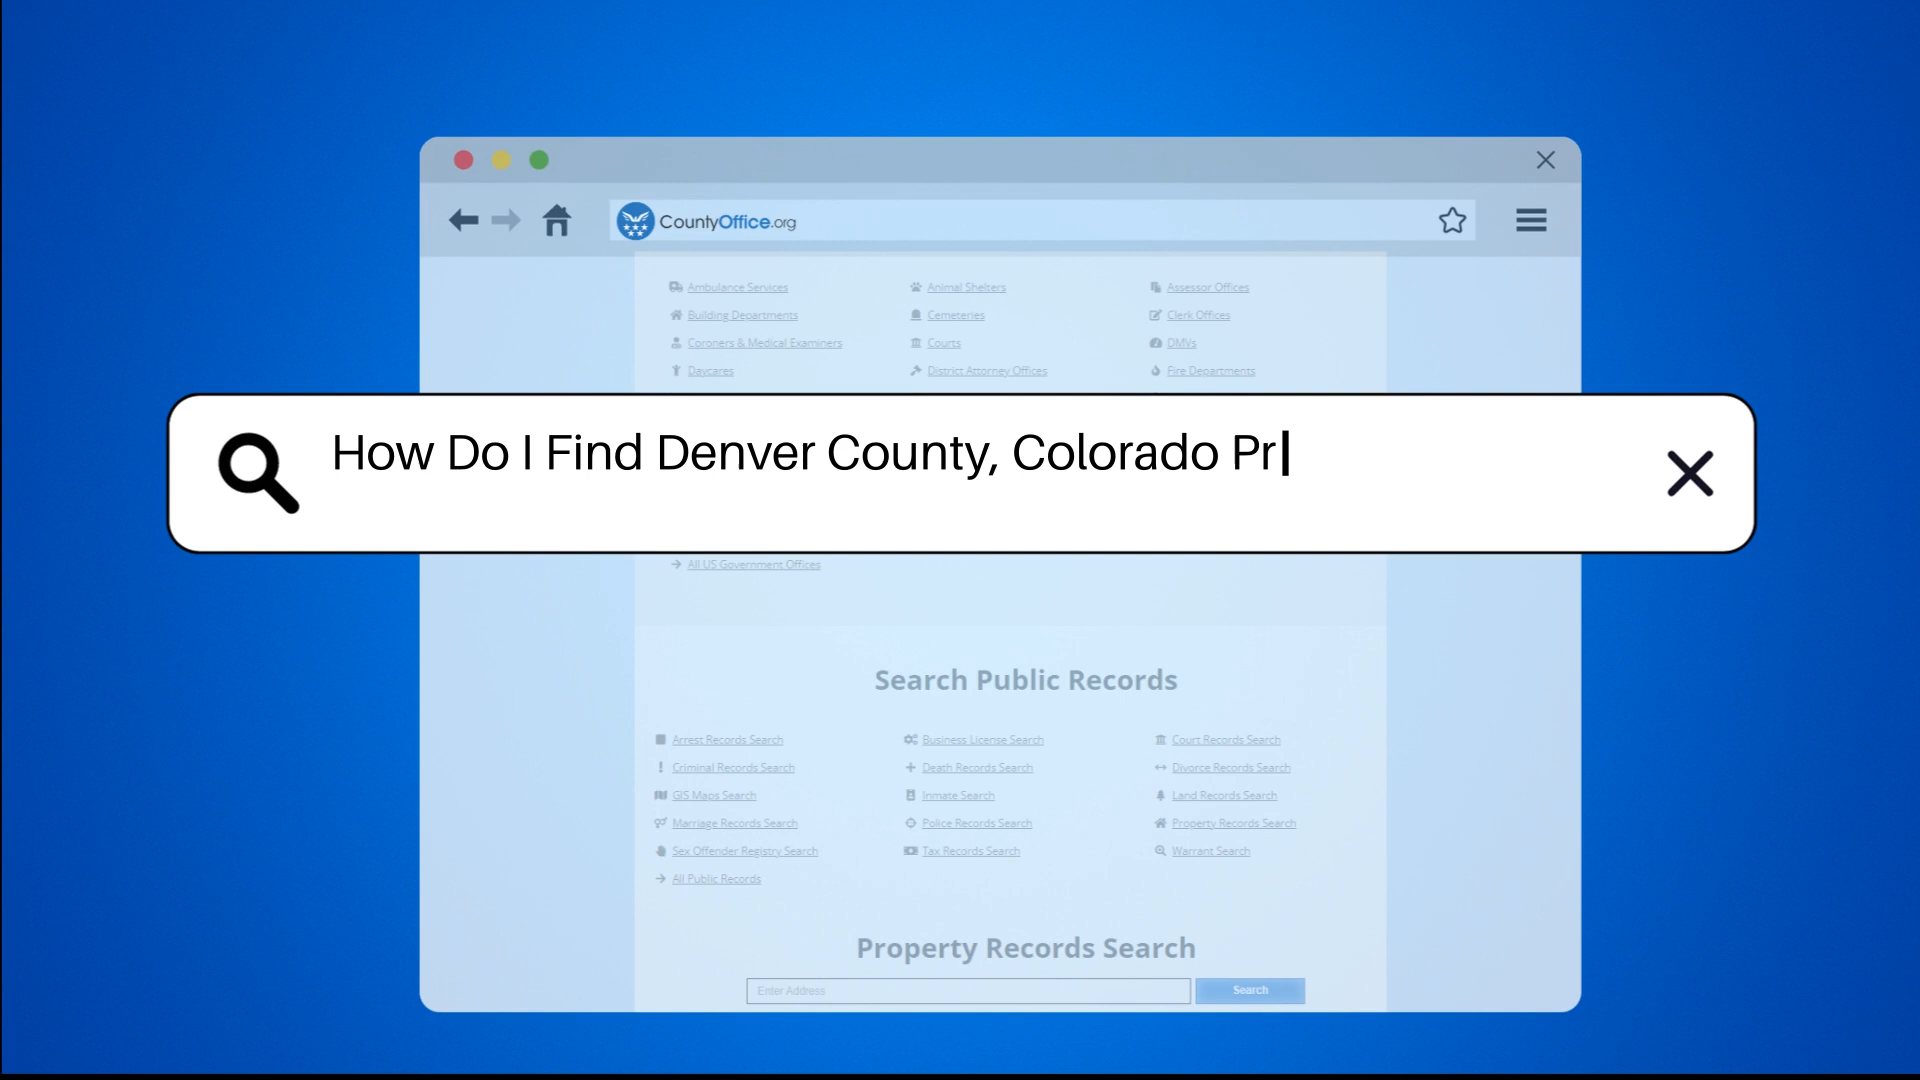 CountyOffice.org
Ambulance Services Animal Shelters Assessor Offices
Building Departments Cemeteries Clerk Offices
Coroners & Medical Examiners Courts DMVs
Daycares District Attorney Offices Fire Departments
How Do I Find Denver County, Colorado Pr
All US Government Offices
Search Public Records
Arrest Records Search Business License Search Court Records Search
Criminal Records Search Death Records Search Divorce Records Search
GIS Maps Search Inmate Search Land Records Search
Marriage Records Search Police Records Search Property Records Search
Sex Offender Registry Search Tax Records Search Warrant Search
All Public Records
Property Records Search
Enter Address Search